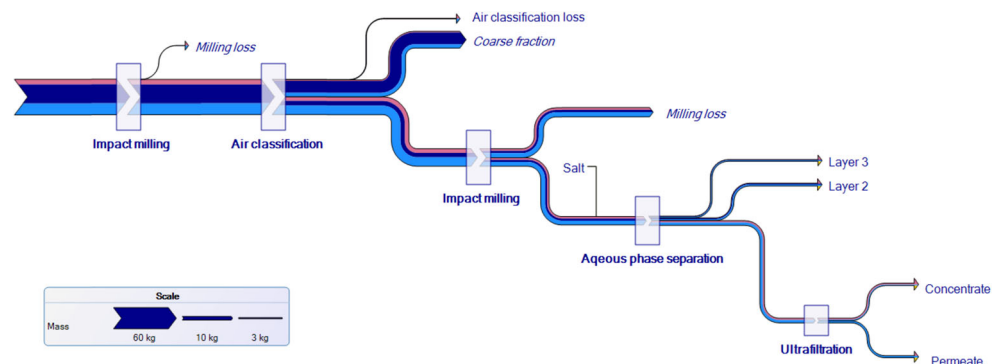 Air classification loss
Milling loss
Coarse fraction
Impact milling
Air classification
Milling loss
Salt
Layer 3
Layer 2
Impact milling
Aqeous phase separation
Scale
Mass
60 kg
10 kg
3 kg
Concentrate
Ultrafiltration
Permeate